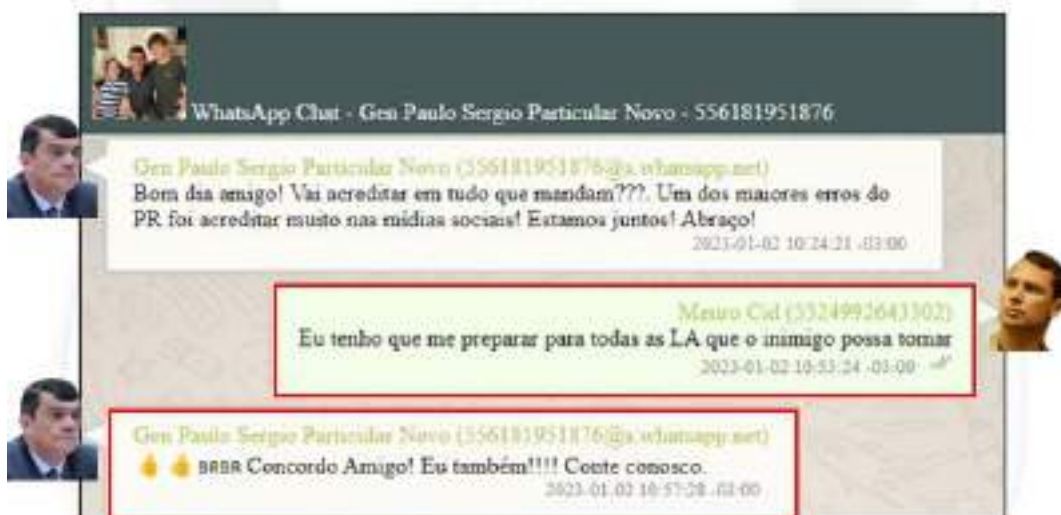 WhatsApp Chat - Gen Paulo Sergio Particular Novo - 556181951876
Gen Paulo Sergio Particular Novo (556181951876@s.whatsapp.net)
Bom dia amigo! Vai acreditar em tudo que mandam???. Um dos maiores erros do
PR foi acreditar muito nas mídias sociais! Estamos juntos! Abraço!
2023-01-02 10:24:21 -03:00
Mauro Cid (5524992643302)
Eu tenho que me preparar para todas as LA que o inimigo possa tomar
2023-01-02 10:53:24 -03:00
Gen Paulo Sergio Particular Novo (556181951876@s.whatsapp.net)
👍 👍 BRBR Concordo Amigo! Eu também!!!! Conte conosco.
2023-01-02 10:57:28 -03:00